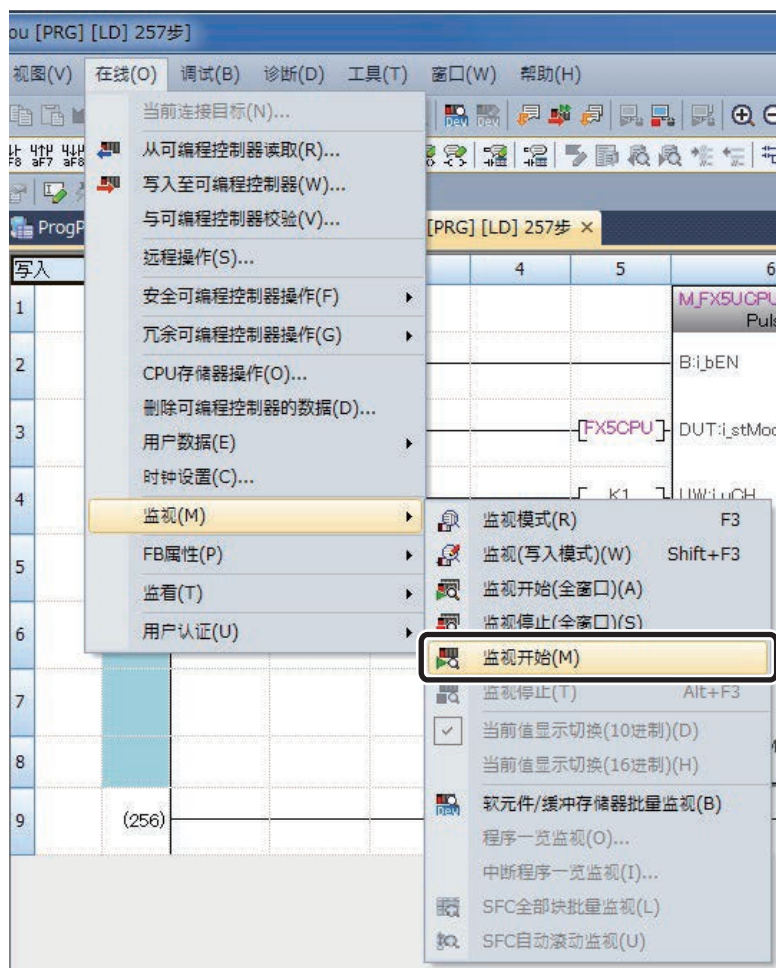 ou [PRG] [LD] 257步]
视图(V) 在线(O) 调试(B) 诊断(D) 工具(T) 窗口(W) 帮助(H)
当前连接目标(N)...
从可编程控制器读取(R)...
F8 aF7 aF8
写入至可编程控制器(W)...
与可编程控制器校验(V)...
ProgP [PRG] [LD] 257步 ×
远程操作(S)...
写入 4 5 6
安全可编程控制器操作(F)
1 M_FX5UCPU
冗余可编程控制器操作(G)
Puls
2 CPU存储器操作(O)... B:i_bEN
删除可编程控制器的数据(D)...
3 用户数据(E) FX5CPU DUT:i_stMod
时钟设置(C)...
4 K1 UW:i_uCH
监视(M) 监视模式(R) F3
FB属性(P) 监视(写入模式)(W) Shift+F3
5
监看(T) 监视开始(全窗口)(A)
6 用户认证(U) 监视停止(全窗口)(S)
监视开始(M)
7 监视停止(T) Alt+F3
当前值显示切换(10进制)(D)
8 当前值显示切换(16进制)(H)
软元件/缓冲存储器批量监视(B)
9 (256)
程序一览监视(O)...
中断程序一览监视(I)...
SFC全部块批量监视(L)
SFC自动滚动监视(U)